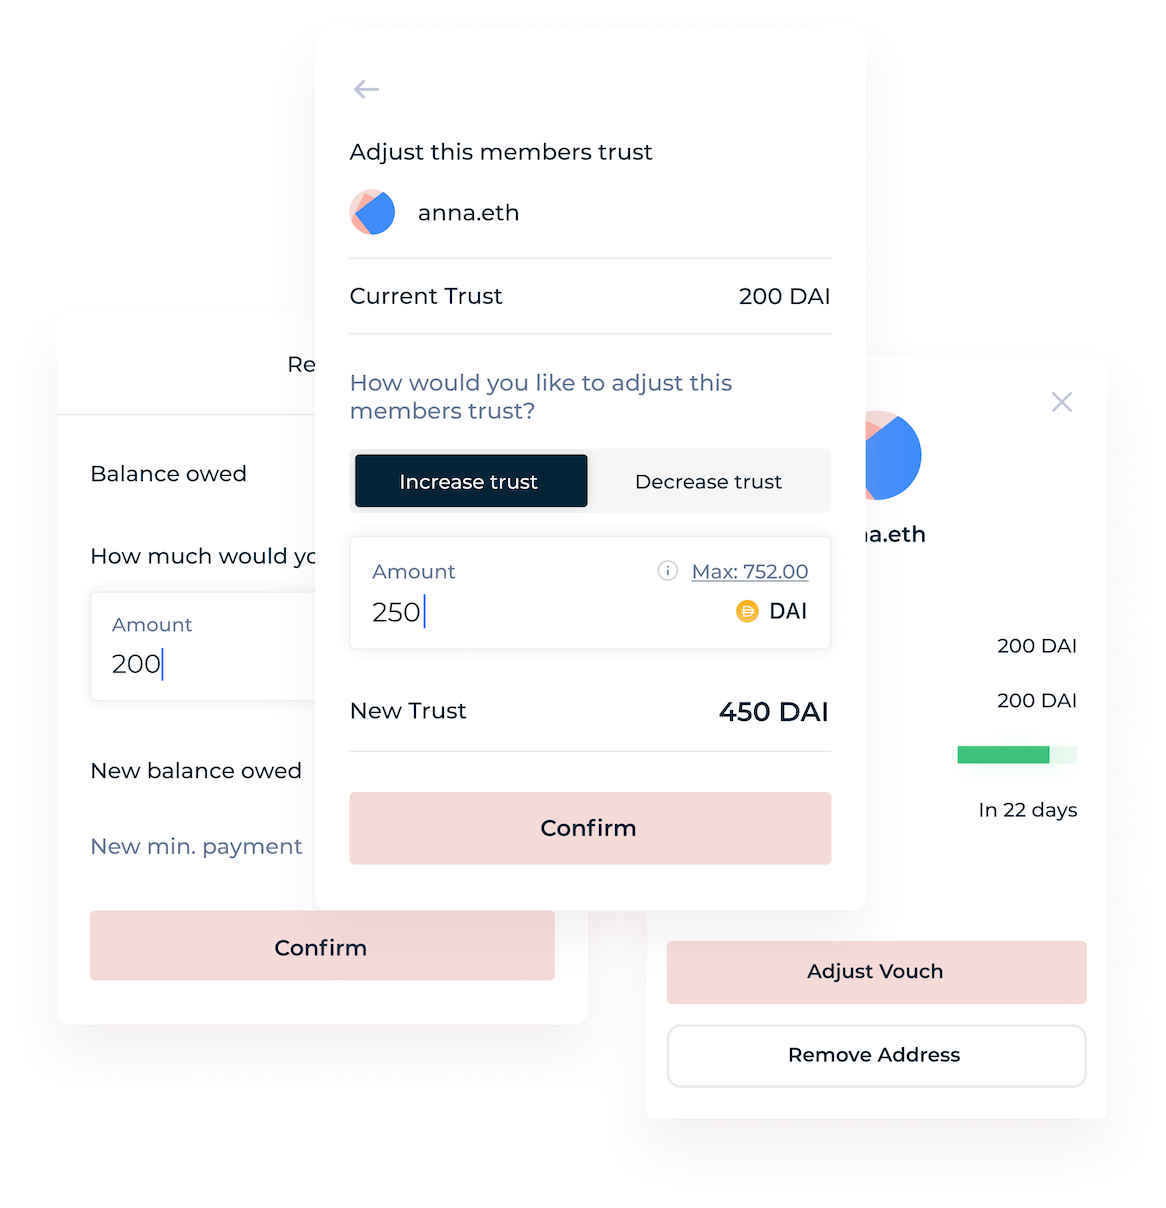 Adjust this members trust
anna.eth
Current Trust 200 DAI
How would you like to adjust this
members trust?
Increase trust Decrease trust
Amount Max: 752.00
250 DAI
New Trust 450 DAI
Confirm
Re
Balance owed
How much would yo
Amount
200
New balance owed
New min. payment
Confirm
a.eth
200 DAI
200 DAI
In 22 days
Adjust Vouch
Remove Address